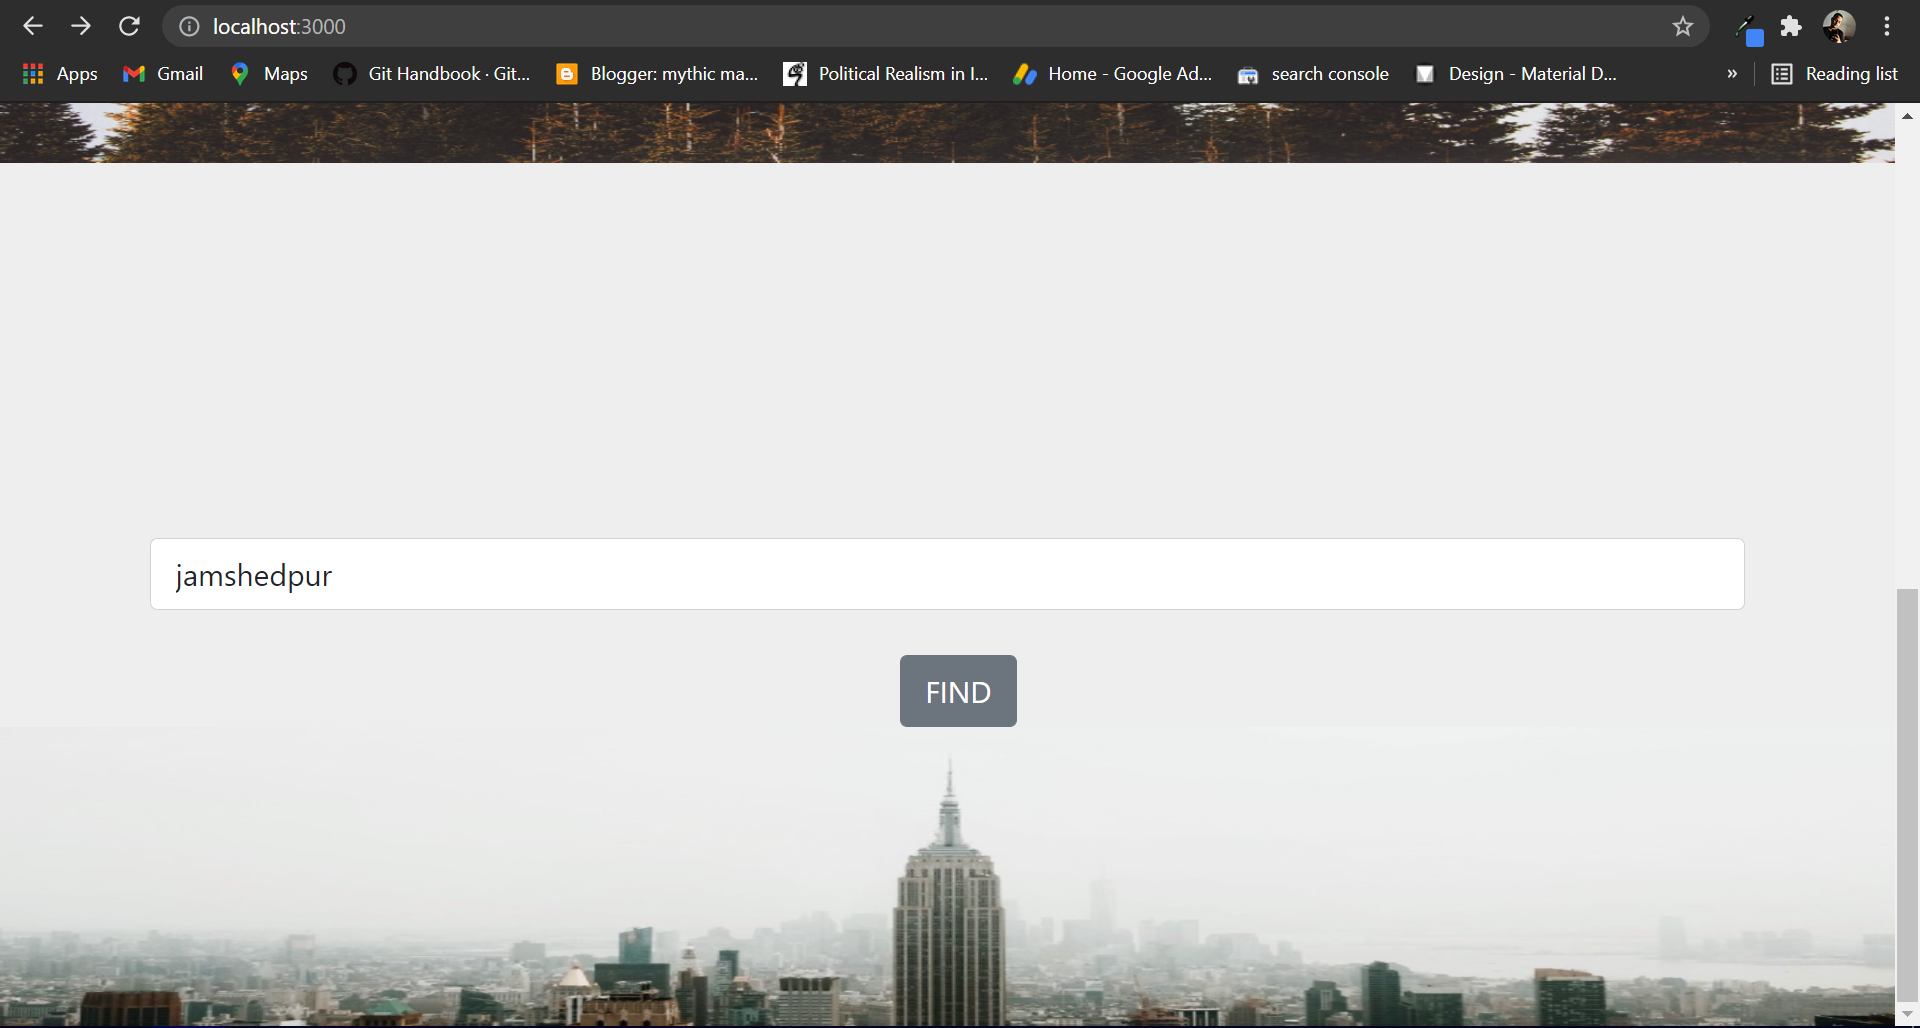 localhost:3000
Apps Gmail Maps Git Handbook · Git... Blogger: mythic ma... Political Realism in I... Home - Google Ad... search console Design - Material D... » Reading list
jamshedpur
FIND